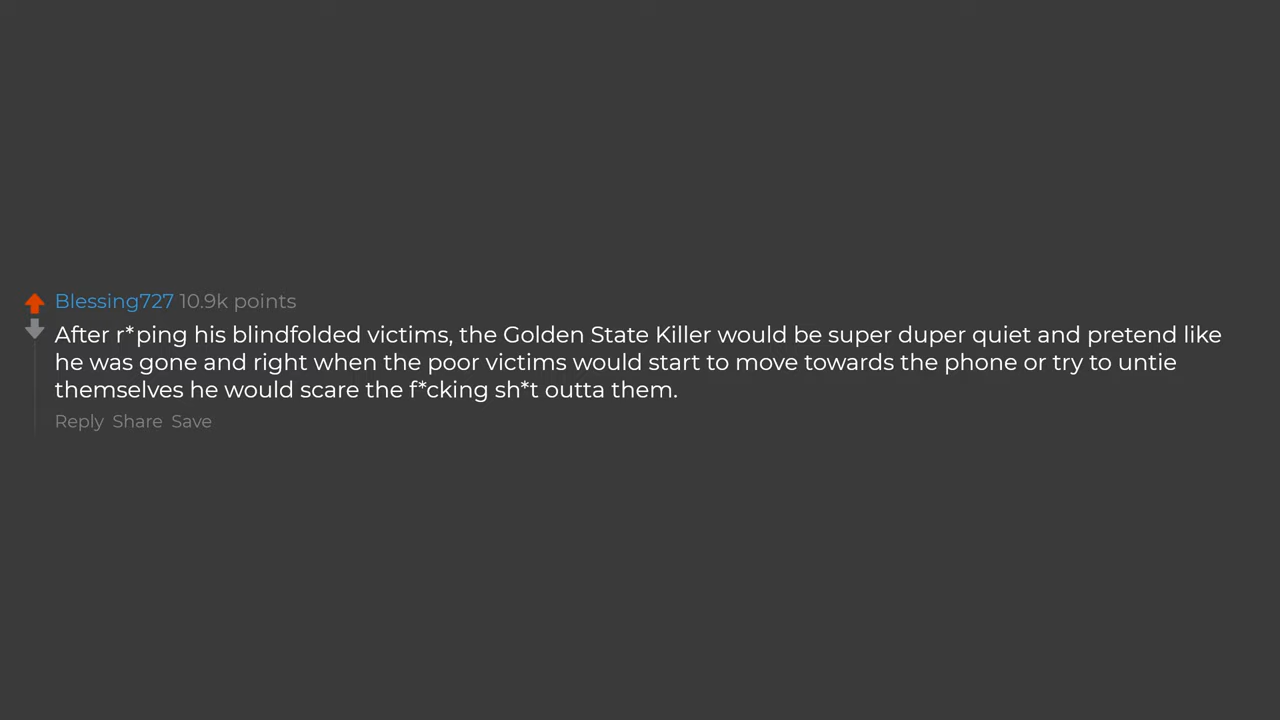 Blessing727 10.9k points
After r*ping his blindfolded victims, the Golden State Killer would be super duper quiet and pretend like
he was gone and right when the poor victims would start to move towards the phone or try to untie
themselves he would scare the f*cking sh*t outta them.
Reply Share Save